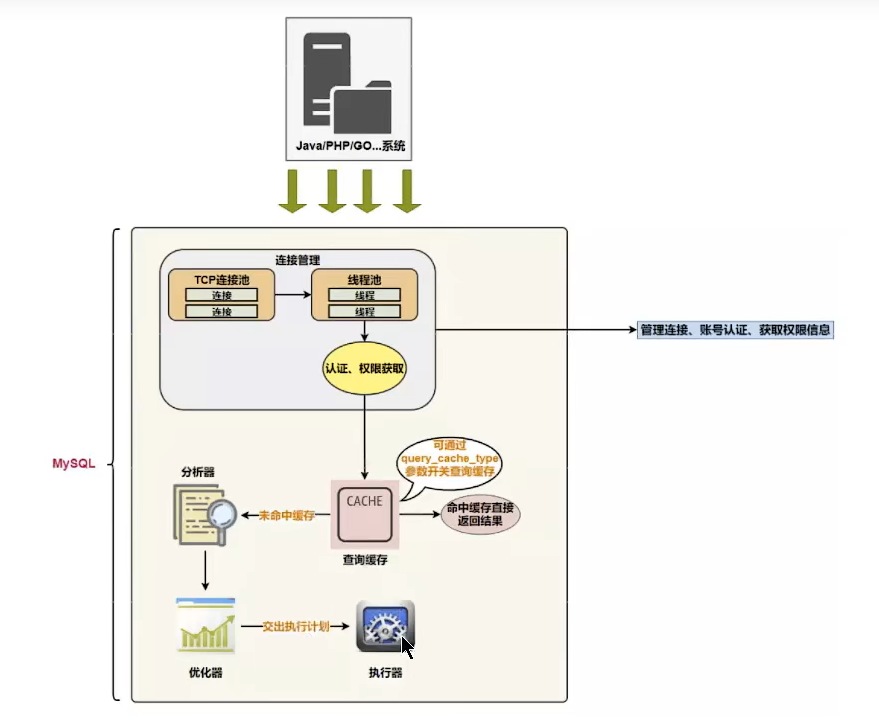 Java/PHP/GO...系统
连接管理
TCP连接池
连接
连接
线程池
线程
线程
认证、权限获取
管理连接、账号认证、获取权限信息
MySQL
可通过
query_cache_type
参数开关查询缓存
分析器
未命中缓存
CACHE
查询缓存
命中缓存直接
返回结果
交出执行计划
优化器
执行器